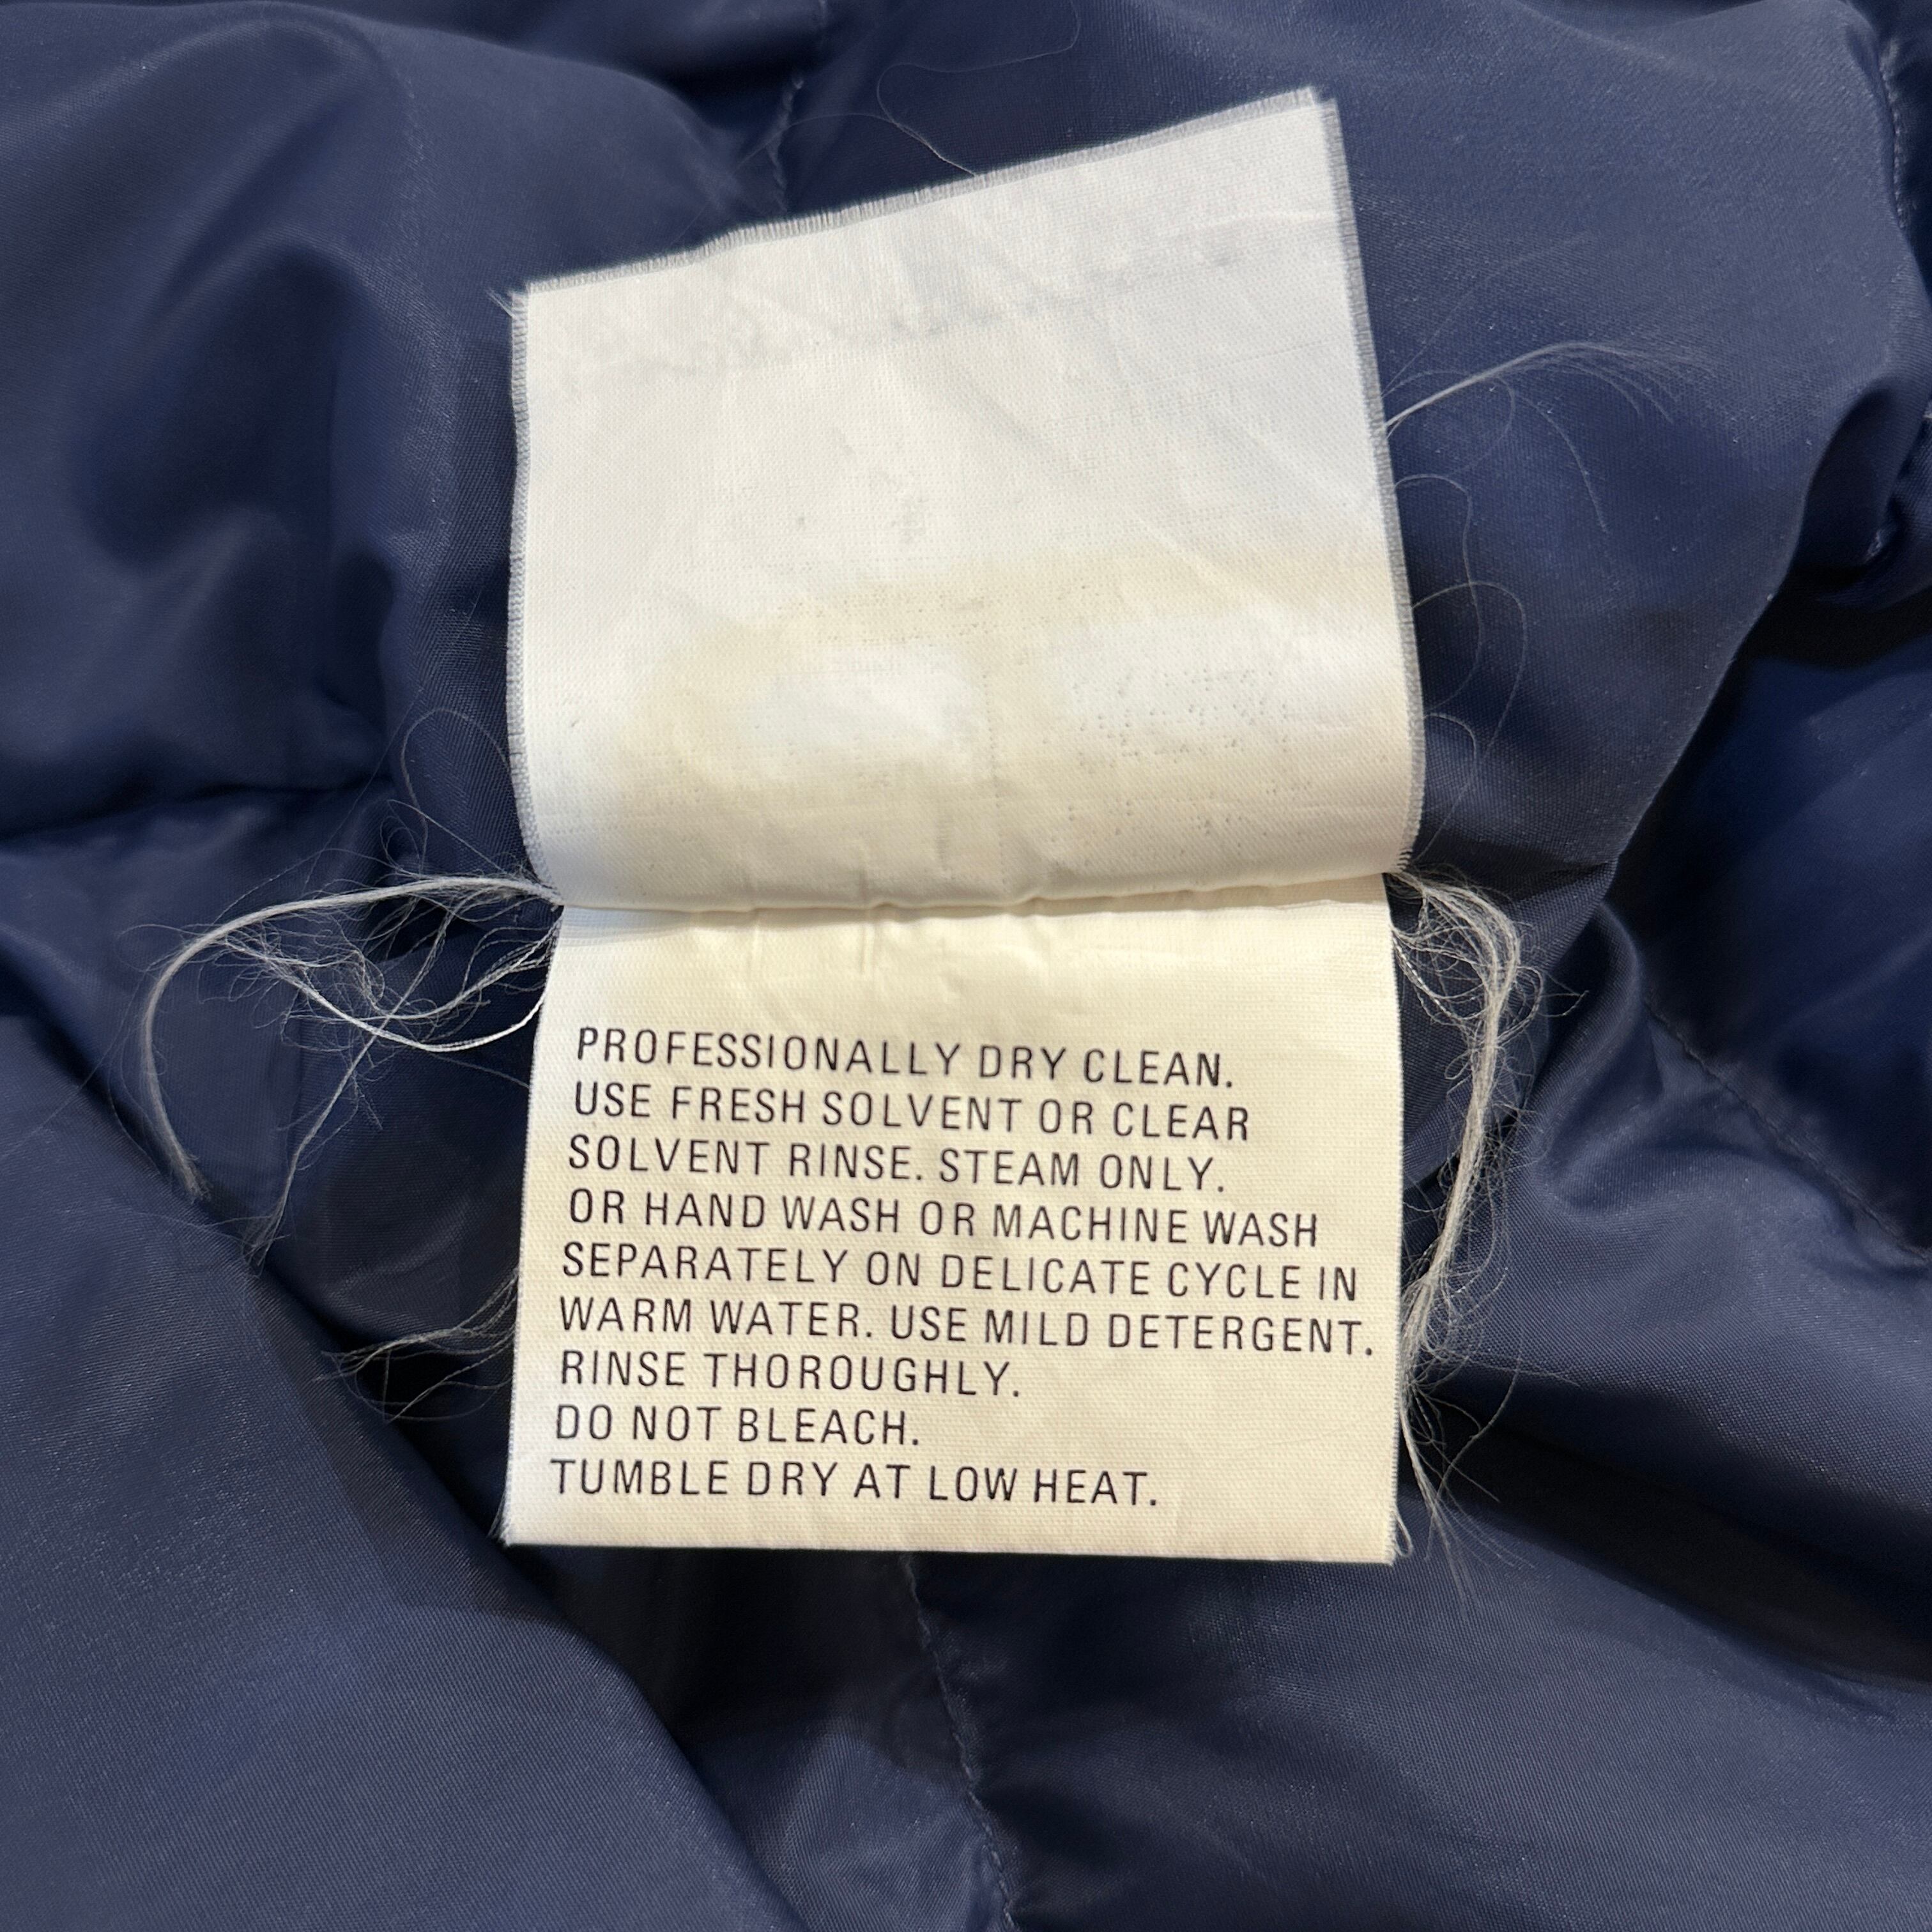 PROFESSIONALLY DRY CLEAN.
USE FRESH SOLVENT OR CLEAR
SOLVENT RINSE. STEAM ONLY.
OR HAND WASH OR MACHINE WASH
SEPARATELY ON DELICATE CYCLE IN
WARM WATER. USE MILD DETERGENT.
RINSE THOROUGHLY.
DO NOT BLEACH.
TUMBLE DRY AT LOW HEAT.